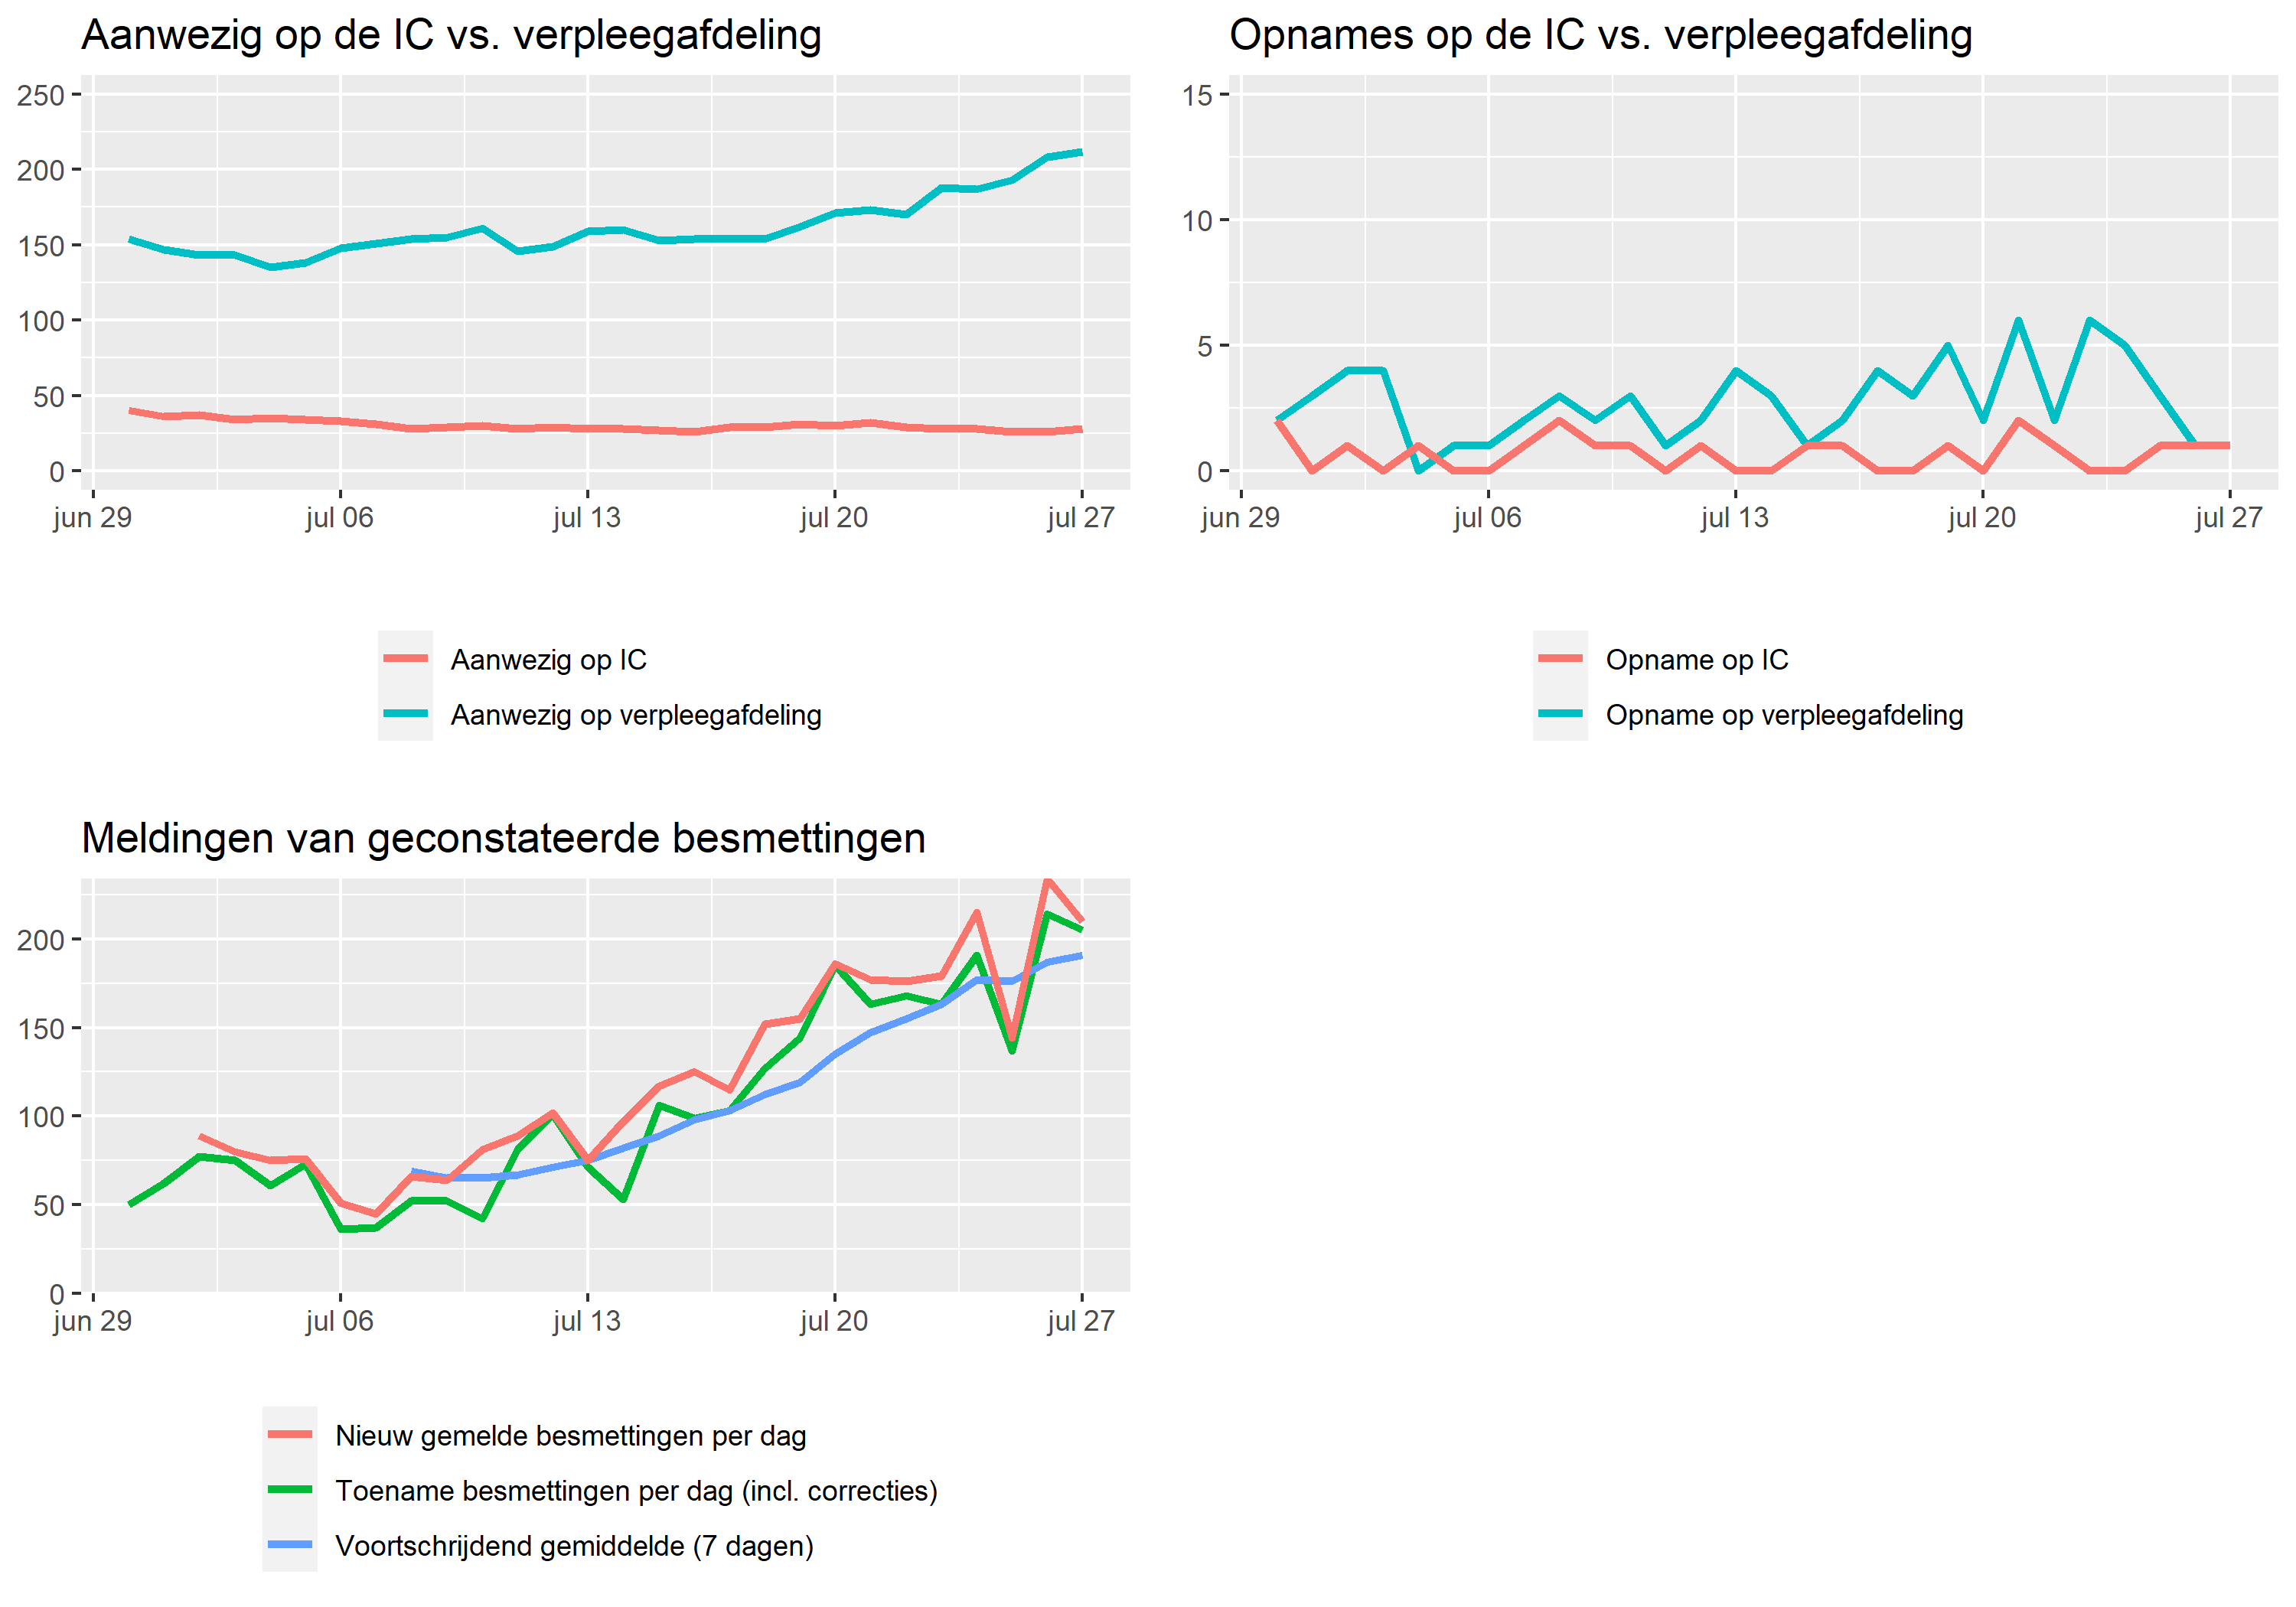 Aanwezig op de IC vs. verpleegafdeling
250
200
150
100
50
0
jun 29 jul 06 jul 13 jul 20 jul 27
Aanwezig op IC
Aanwezig op verpleegafdeling
Opnames op de IC vs. verpleegafdeling
15
10
5
0
jun 29 jul 06 jul 13 jul 20 jul 27
Opname op IC
Opname op verpleegafdeling
Meldingen van geconstateerde besmettingen
200
150
100
50
0
jun 29 jul 06 jul 13 jul 20 jul 27
Nieuw gemelde besmettingen per dag
Toename besmettingen per dag (incl. correcties)
Voortschrijdend gemiddelde (7 dagen)